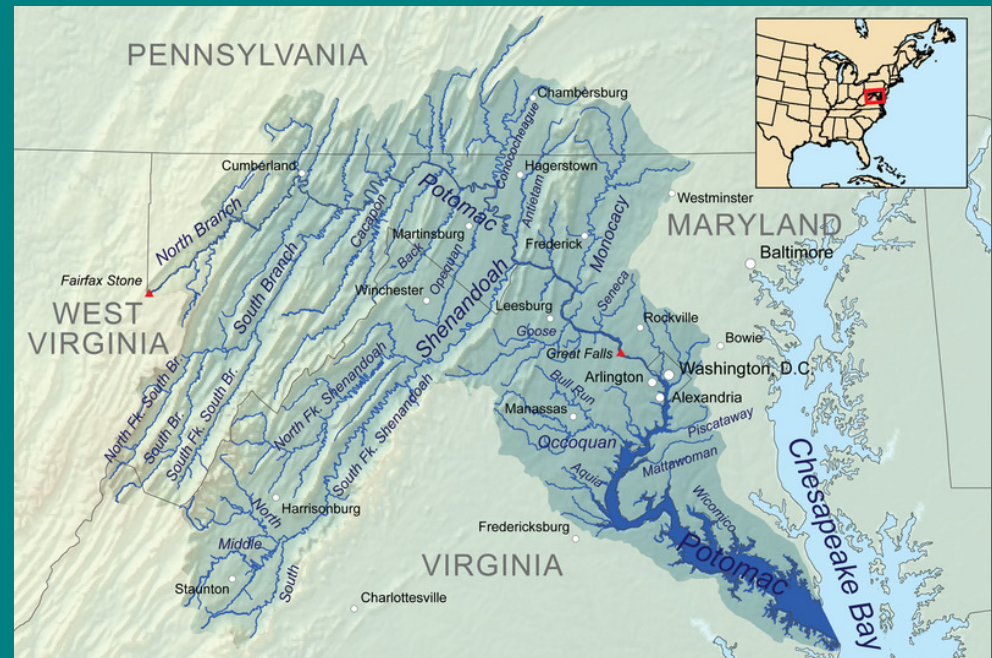 PENNSYLVANIA
Chambersburg
Conococheague
Cumberland
Hagerstown
Potomac
Antietam
Westminster
North Branch
Cacapon
Martinsburg
Monocacy
MARYLAND
Back
Opequan
Frederick
Baltimore
Fairfax Stone
South Branch
Winchester
Shenandoah
Leesburg
Seneca
WEST
VIRGINIA
Goose
Rockville
Great Falls
Bowie
North Fk. South Br.
South Br.
South Fk. South Br.
North Fk. Shenandoah
South Fk. Shenandoah
Bull Run
Arlington
Washington, D.C.
Alexandria
Manassas
Piscataway
Occoquan
Mattawoman
Aquia
Wicomico
Chesapeake Bay
Harrisonburg
North
Middle
South
Fredericksburg
VIRGINIA
Potomac
Staunton
Charlottesville